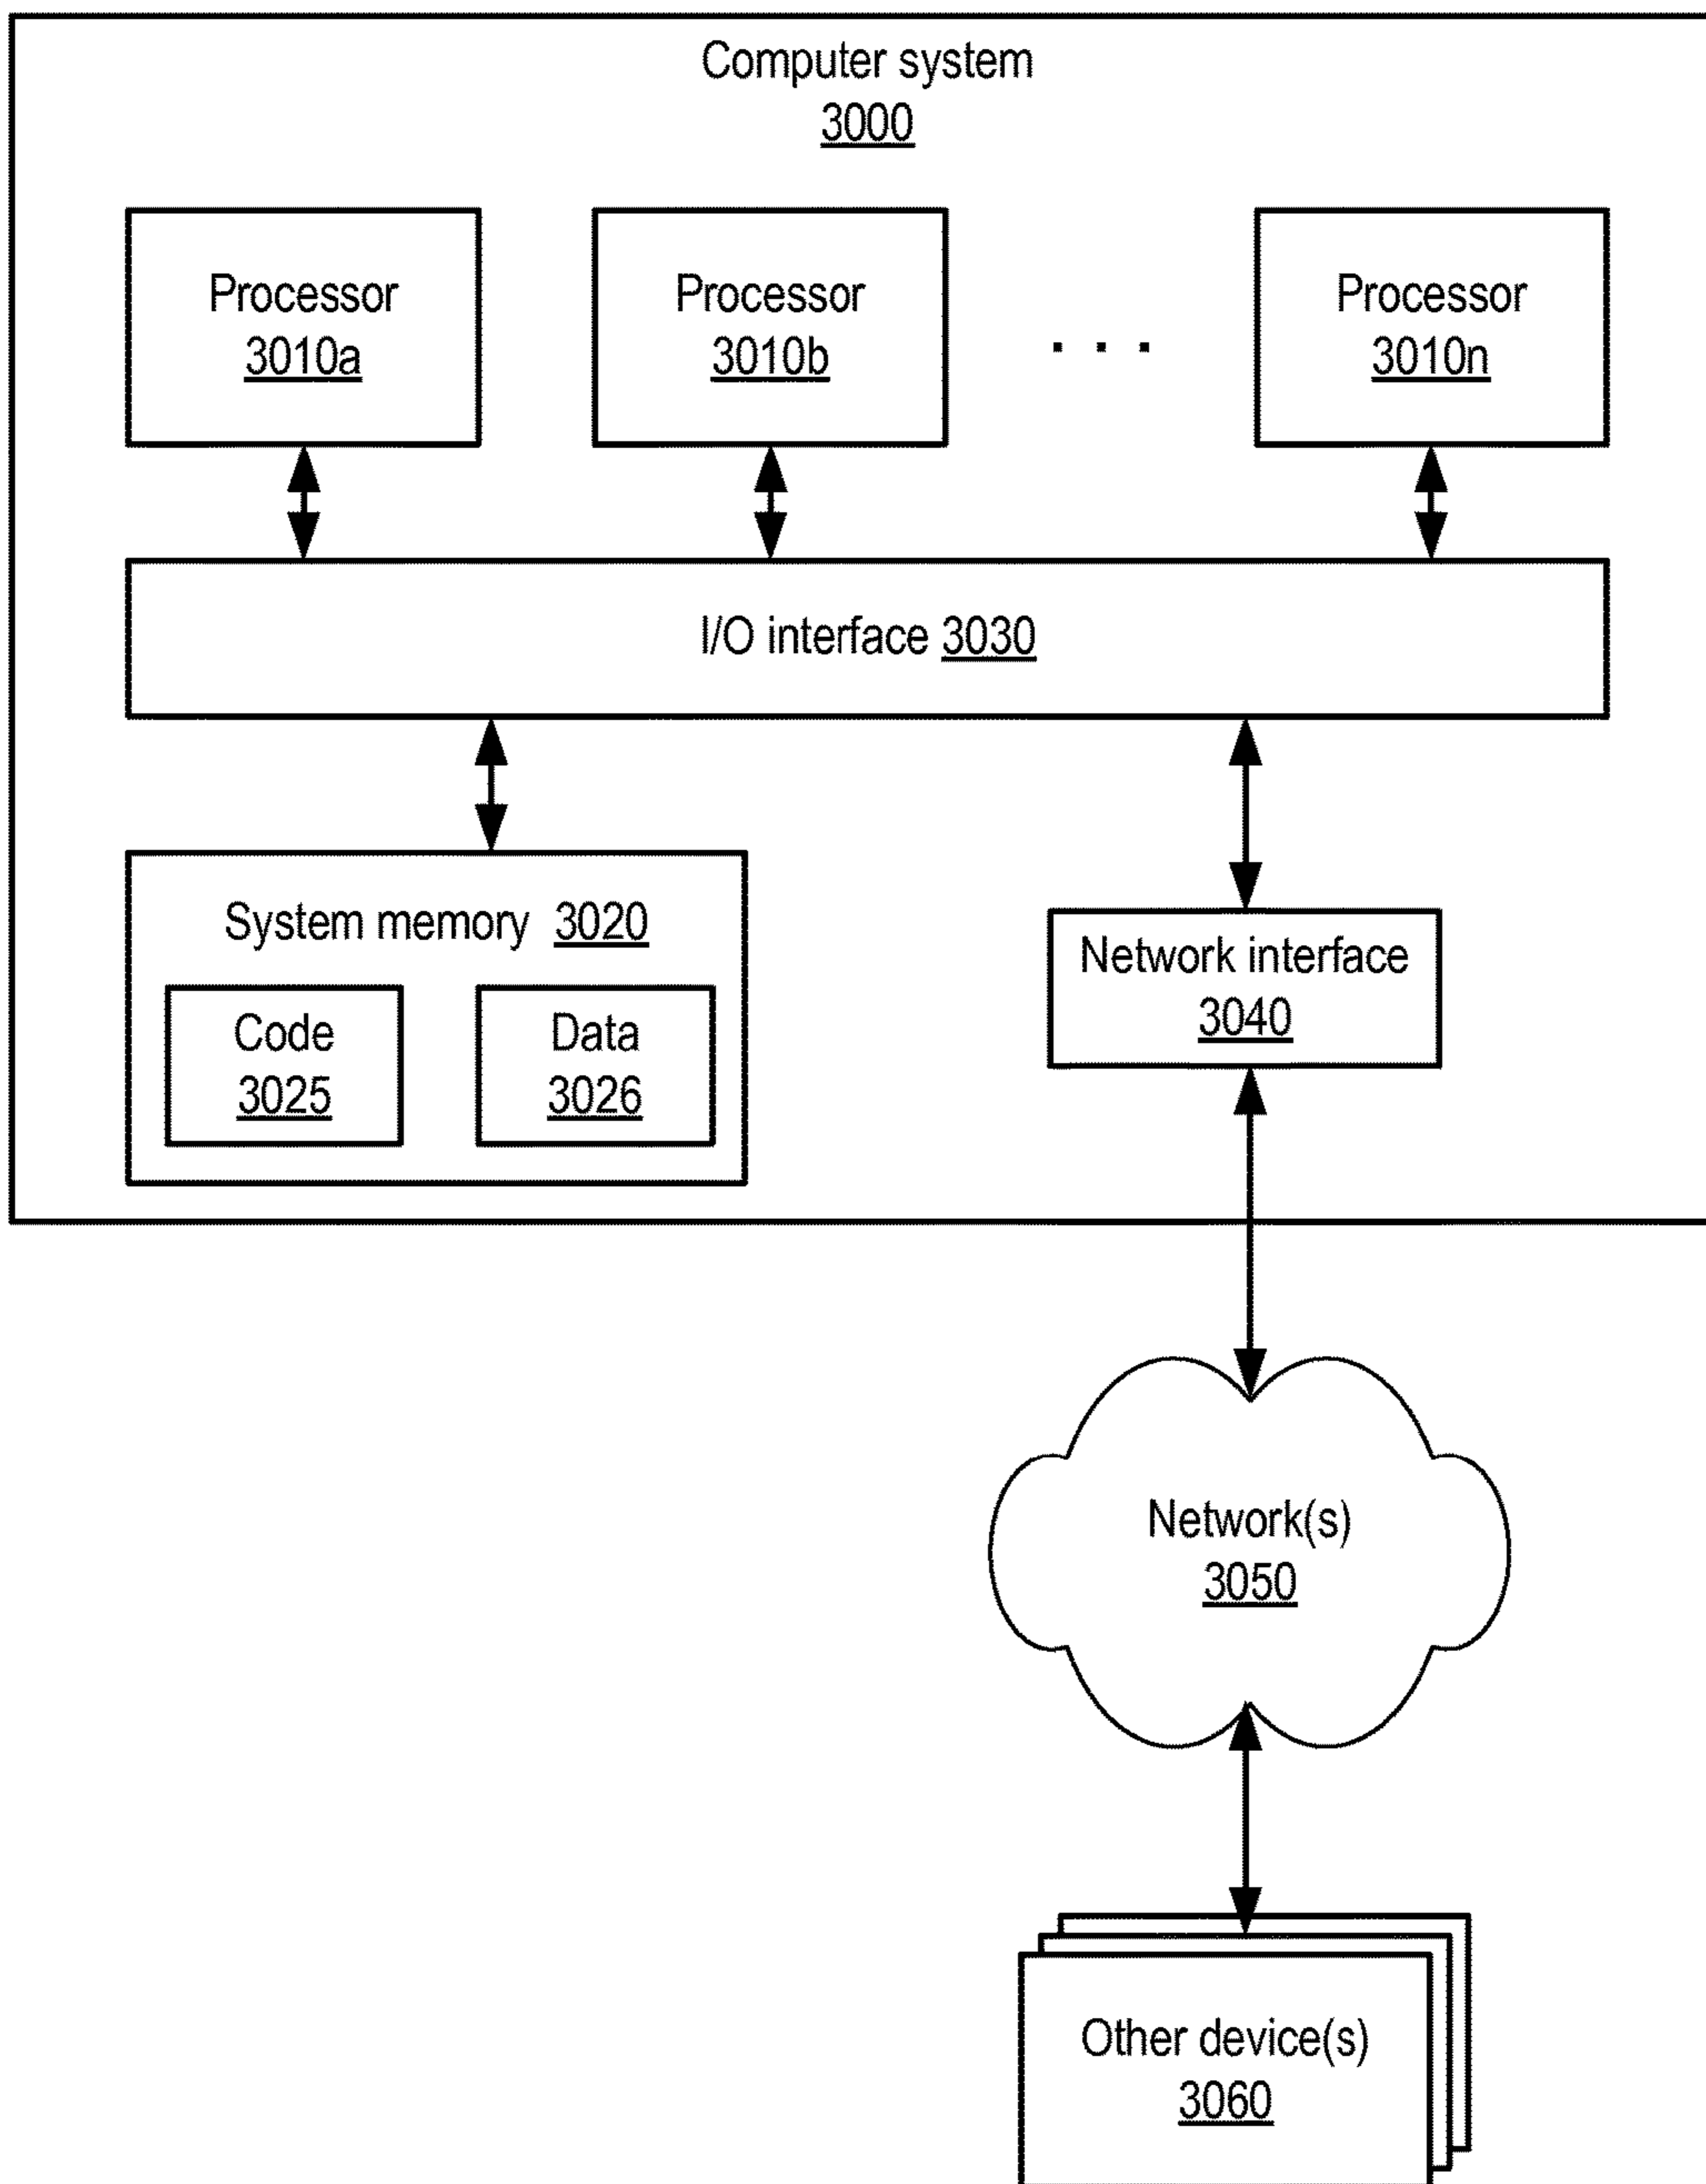 Computer system
3000
Processor
3010a
Processor
3010b
. . .
Processor
3010n
I/O interface 3030
System memory 3020
Code
3025
Data
3026
Network interface
3040
Network(s)
3050
Other device(s)
3060